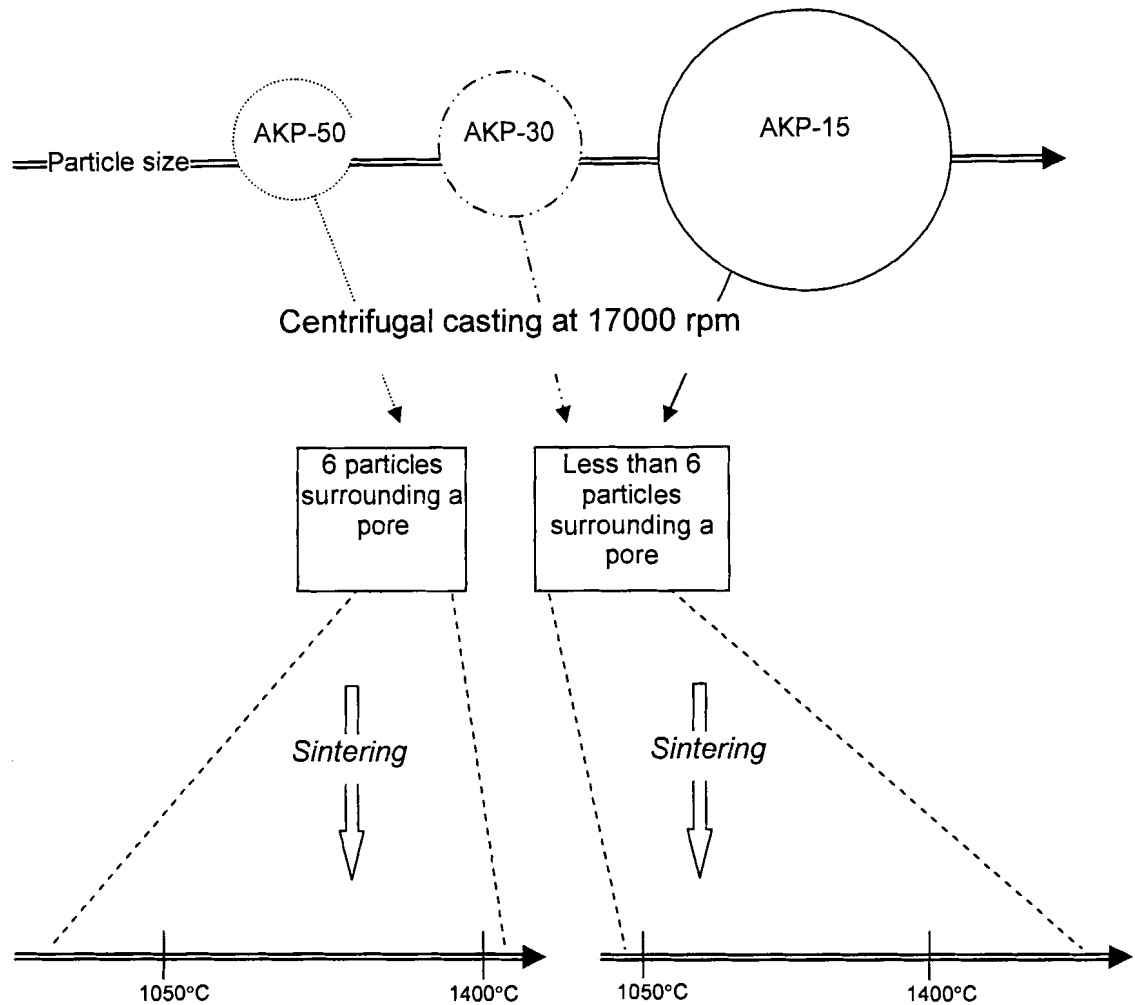 AKP-50
AKP-30
AKP-15
Particle size
Centrifugal casting at 17000 rpm
6 particles
surrounding a
pore
Less than 6
particles
surrounding a
pore
Sintering
Sintering
1050°C
1400°C
1050°C
1400°C